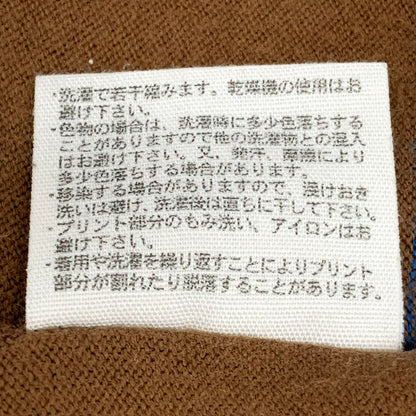 ・洗濯で若干縮みます。乾燥機の使用はお
避け下さい。
・色物の場合は、洗濯時に多少色落ちする
ことがありますので他の洗濯物との混入
はお避け下さい。又、発汗、摩擦により
多少色落ちする場合があります。
・移染する場合がありますので、浸けおき
洗いは避け、洗濯後は直ちに干して下さい。
・プリント部分のもみ洗い、アイロンはお
避け下さい。
・着用や洗濯を繰り返すことによりプリント
部分が割れたり脱落することがあります。